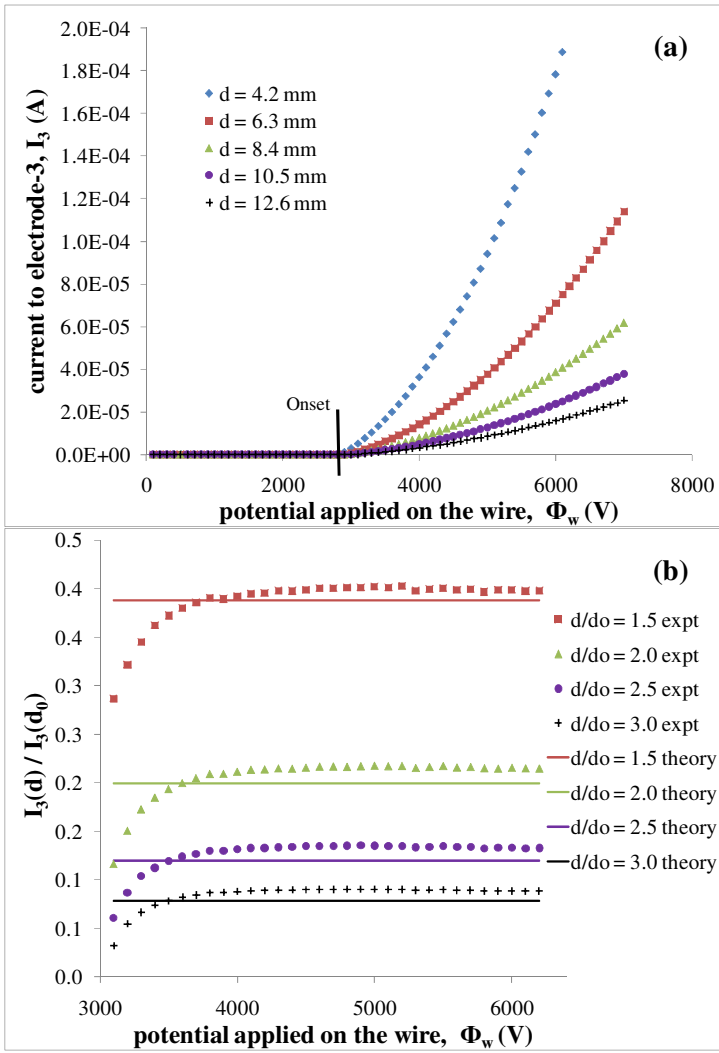 (a)
2.0E-04
1.8E-04
1.6E-04
1.4E-04
1.2E-04
1.0E-04
8.0E-05
6.0E-05
4.0E-05
2.0E-05
0.0E+00
current to electrode-3, I₃ (A)
d = 4.2 mm
d = 6.3 mm
d = 8.4 mm
d = 10.5 mm
d = 12.6 mm
Onset
0 2000 4000 6000 8000
potential applied on the wire, Φ_w (V)
(b)
0.5
0.4
0.4
0.3
0.3
0.2
0.2
0.1
0.1
0.0
I₃(d) / I₃(d₀)
d/do = 1.5 expt
d/do = 2.0 expt
d/do = 2.5 expt
d/do = 3.0 expt
d/do = 1.5 theory
d/do = 2.0 theory
d/do = 2.5 theory
d/do = 3.0 theory
3000 4000 5000 6000
potential applied on the wire, Φ_w (V)